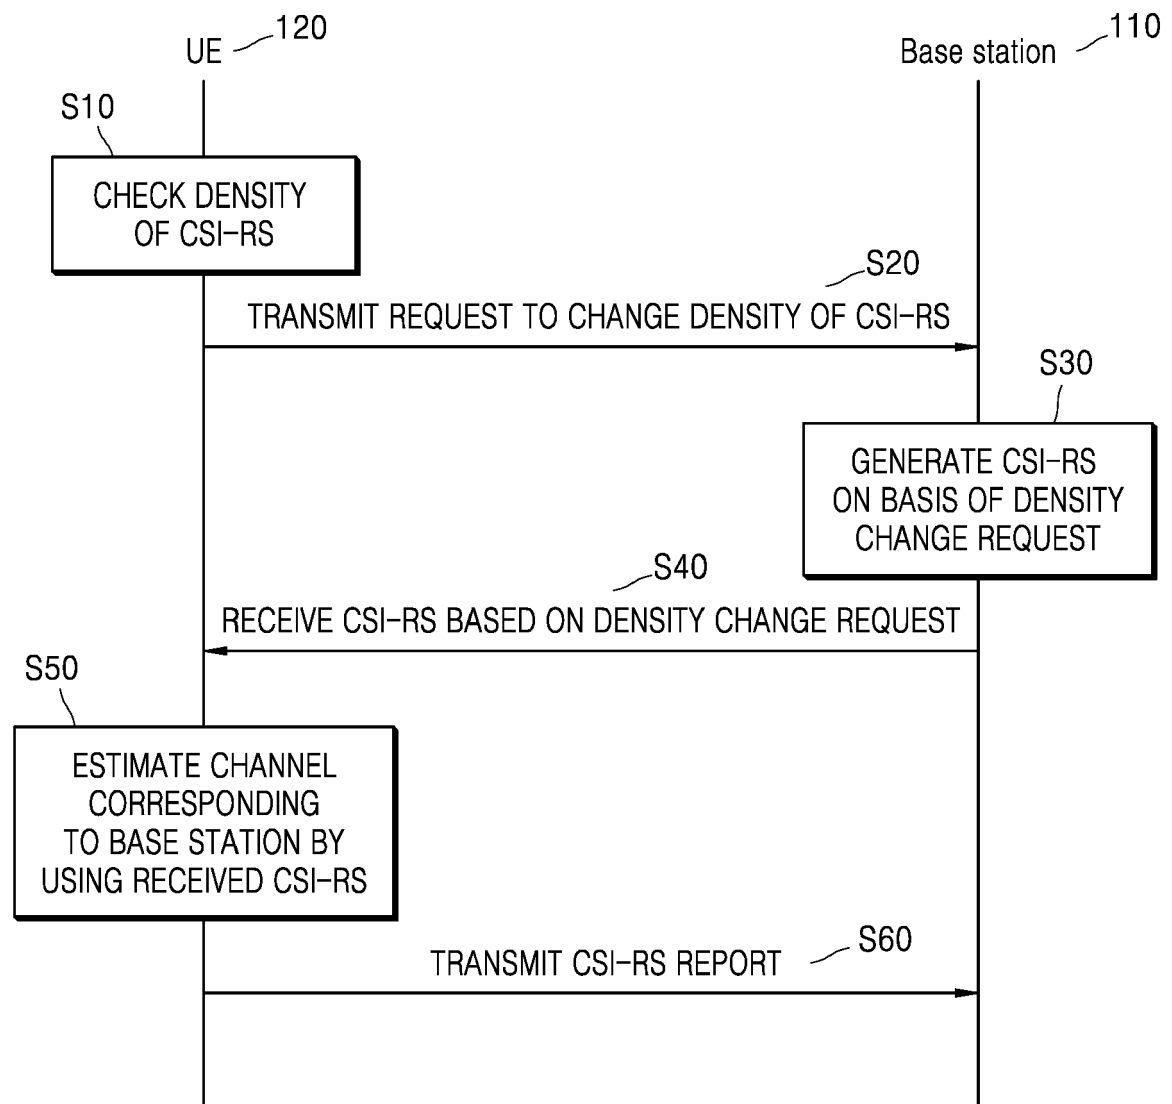 UE
120
Base station
110
S10
CHECK DENSITY
OF CSI-RS
S20
TRANSMIT REQUEST TO CHANGE DENSITY OF CSI-RS
S30
GENERATE CSI-RS
ON BASIS OF DENSITY
CHANGE REQUEST
S40
RECEIVE CSI-RS BASED ON DENSITY CHANGE REQUEST
S50
ESTIMATE CHANNEL
CORRESPONDING
TO BASE STATION BY
USING RECEIVED CSI-RS
S60
TRANSMIT CSI-RS REPORT